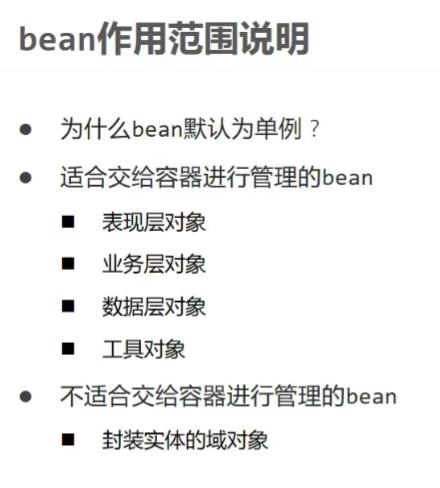 bean作用范围说明
● 为什么bean默认为单例？
● 适合交给容器进行管理的bean
■ 表现层对象
■ 业务层对象
■ 数据层对象
■ 工具对象
● 不适合交给容器进行管理的bean
■ 封装实体的域对象